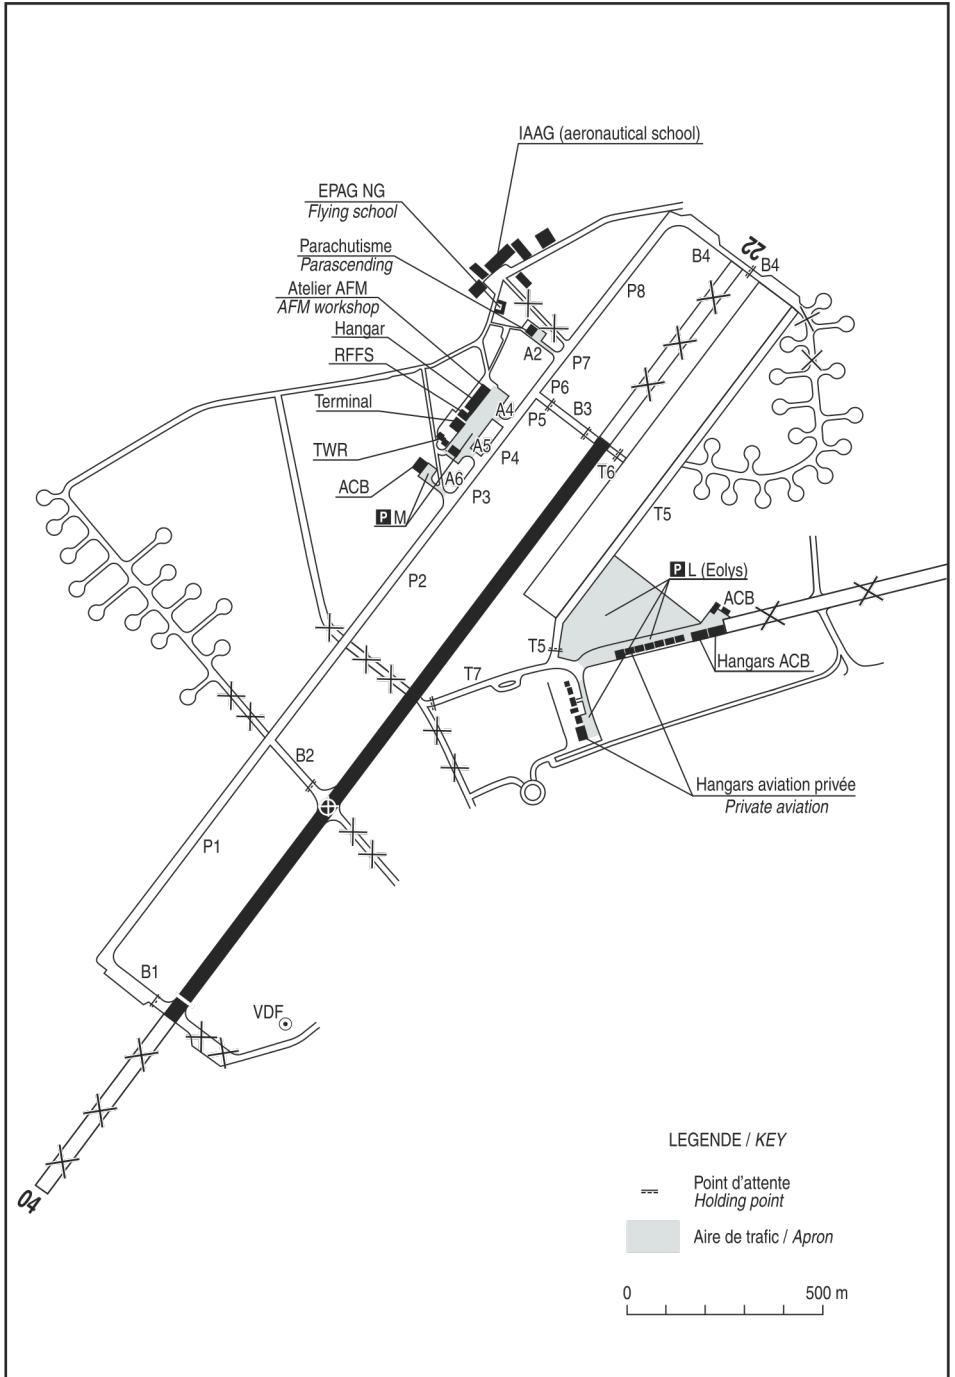 IAAG (aeronautical school)
EPAG NG
Flying school
Parachutisme
Parascending
Atelier AFM
AFM workshop
Hangar
RFFS
Terminal
TWR
ACB
P M
22
B4
B4
P8
A2
P7
P6
P5
B3
A4
A5
P4
A6
P3
T6
T5
P2
P L (Eolys)
ACB
T5
Hangars ACB
T7
B2
Hangars aviation privée
Private aviation
P1
B1
VDF
04
LEGENDE / KEY
Point d'attente
Holding point
Aire de trafic / Apron
0 500 m